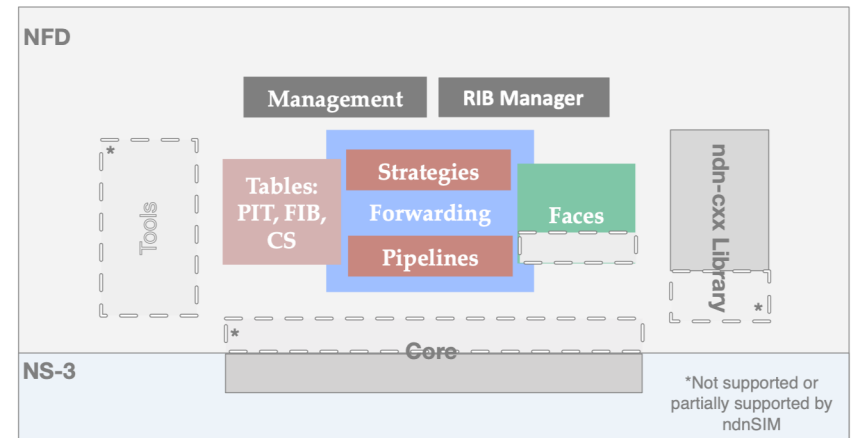 NFD
Management
RIB Manager
*
Tools
Tables:
PIT, FIB,
CS
Strategies
Forwarding
Pipelines
Faces
ndn-cxx Library
*
*
Core
NS-3
*Not supported or
partially supported by
ndnSIM